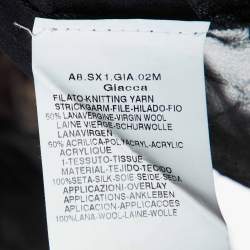 A8.SX1.GIA.02M
Giacca
FILATO-KNITTING YARN
STRICKGARM-FILE-HILADO-FIO
50% LANAVERGINE-VIRGIN WOOL
LAINE VIERGE-SCHURWOLLE
LANAVIRGEN
50% ACRILICA-POLYACRYL-ACRYLIC
ACRYLIQUE
1-TESSUTO-TISSUE
MATERIAL-TEJIDO-TECIDO
100%SETA-SILK-SOIE-SEIDE-SEDA
APPLICAZIONI-OVERLAY
APPLICATIONS-ANKLEBEN
APLICACIONES-APPLICATIONS
100%LANA-WOOL-LAINE-WOLLE